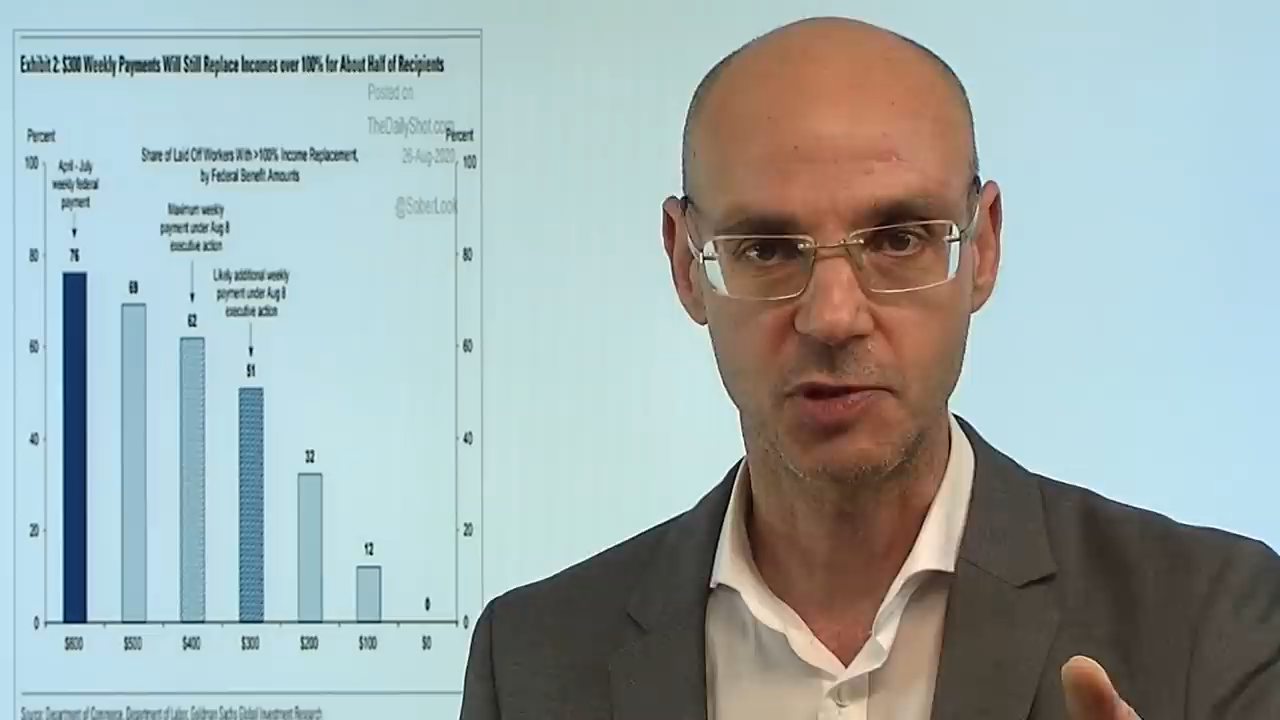 Exhibit 2: $300 Weekly Payments Will Still Replace Incomes over 100% for About Half of Recipients
Posted on
TheDailyShot.com
26-Aug-2020
@SoberLook
Percent
Percent
Share of Laid Off Workers With >100% Income Replacement,
by Federal Benefit Amounts
100
100
April - July
weekly federal
payment
Maximum weekly
payment under Aug 8
executive action
Likely additional weekly
payment under Aug 8
executive action
80
80
60
60
40
40
20
20
0
0
76
69
62
51
32
12
0
$600
$500
$400
$300
$200
$100
$0
Source: Department of Commerce, Department of Labor, Goldman Sachs Global Investment Research